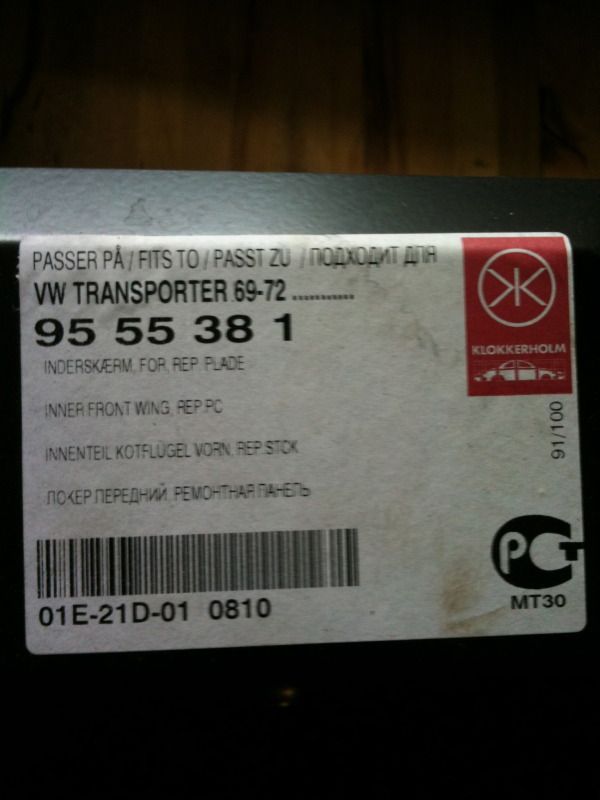 PASSER PÅ / FITS TO / PASST ZU / ПОДХОДИТ ДЛЯ
VW TRANSPORTER 69-72 ...........
95 55 38 1
INDERSKÆRM, FOR, REP. PLADE
INNER FRONT WING, REP.PC
INNENTEIL KOTFLÜGEL VORN, REP.STCK
ЛОКЕР ПЕРЕДНИЙ, РЕМОНТНАЯ ПАНЕЛЬ
01E-21D-01 0810
KLOKKERHOLM
91/100
РСТ
MT30